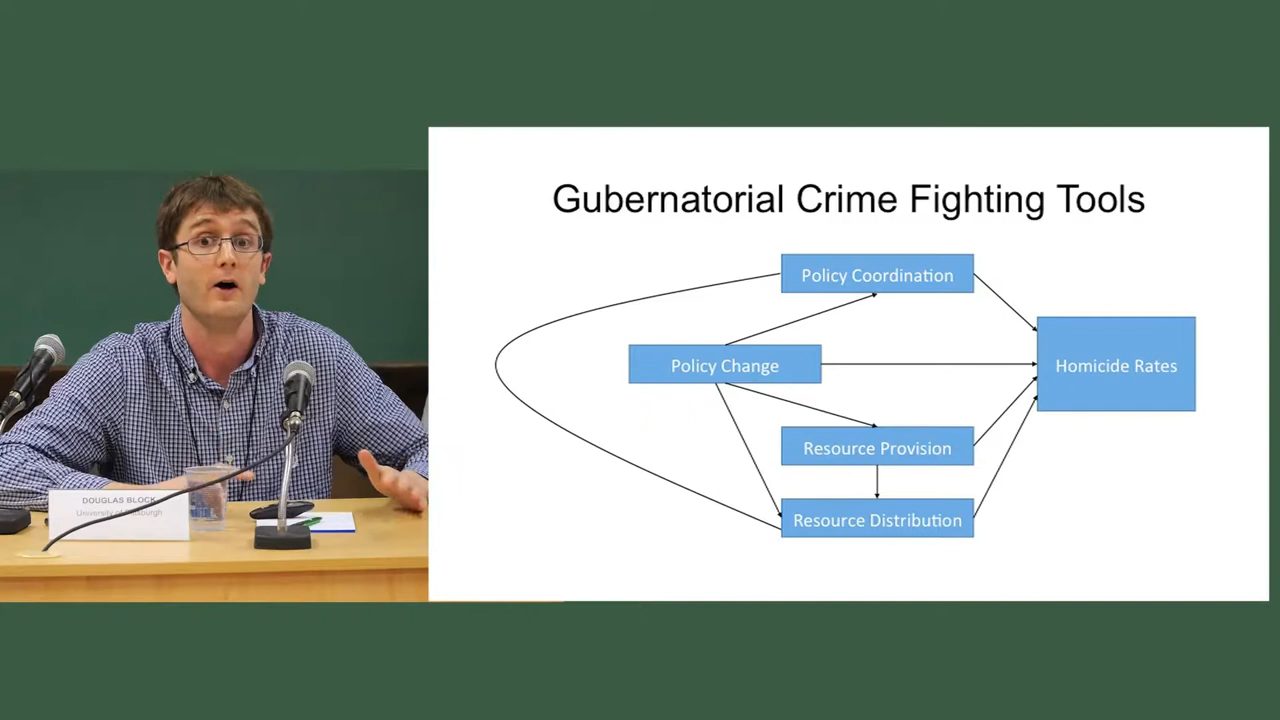 DOUGLAS BLOCK
Gubernatorial Crime Fighting Tools
Policy Coordination
Policy Change
Homicide Rates
Resource Provision
Resource Distribution